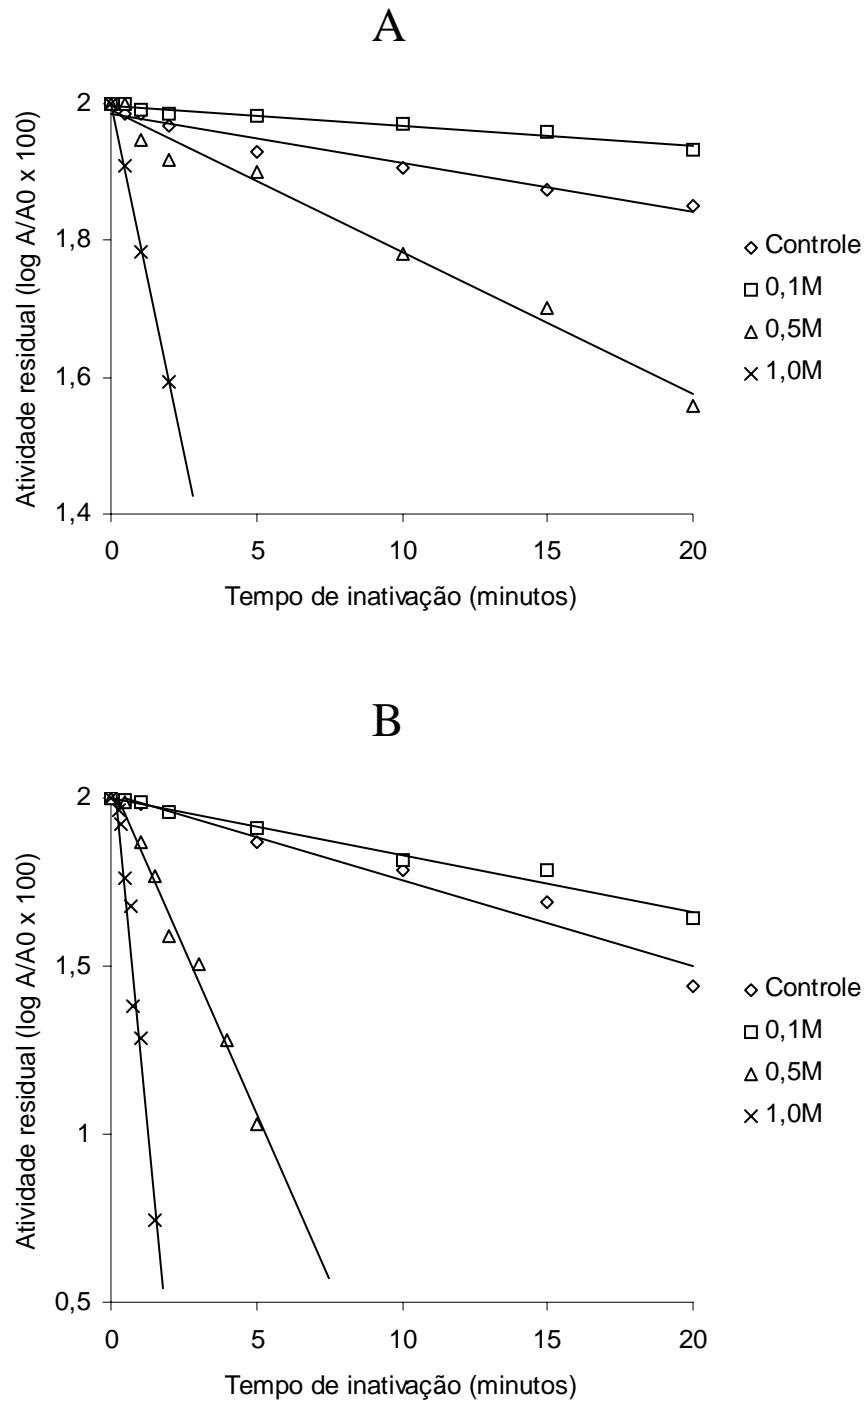 A
Atividade residual (log A/A0 x 100)
2
1,8
1,6
1,4
0 5 10 15 20
Tempo de inativação (minutos)
Controle
0,1M
0,5M
1,0M
B
Atividade residual (log A/A0 x 100)
2
1,5
1
0,5
0 5 10 15 20
Tempo de inativação (minutos)
Controle
0,1M
0,5M
1,0M